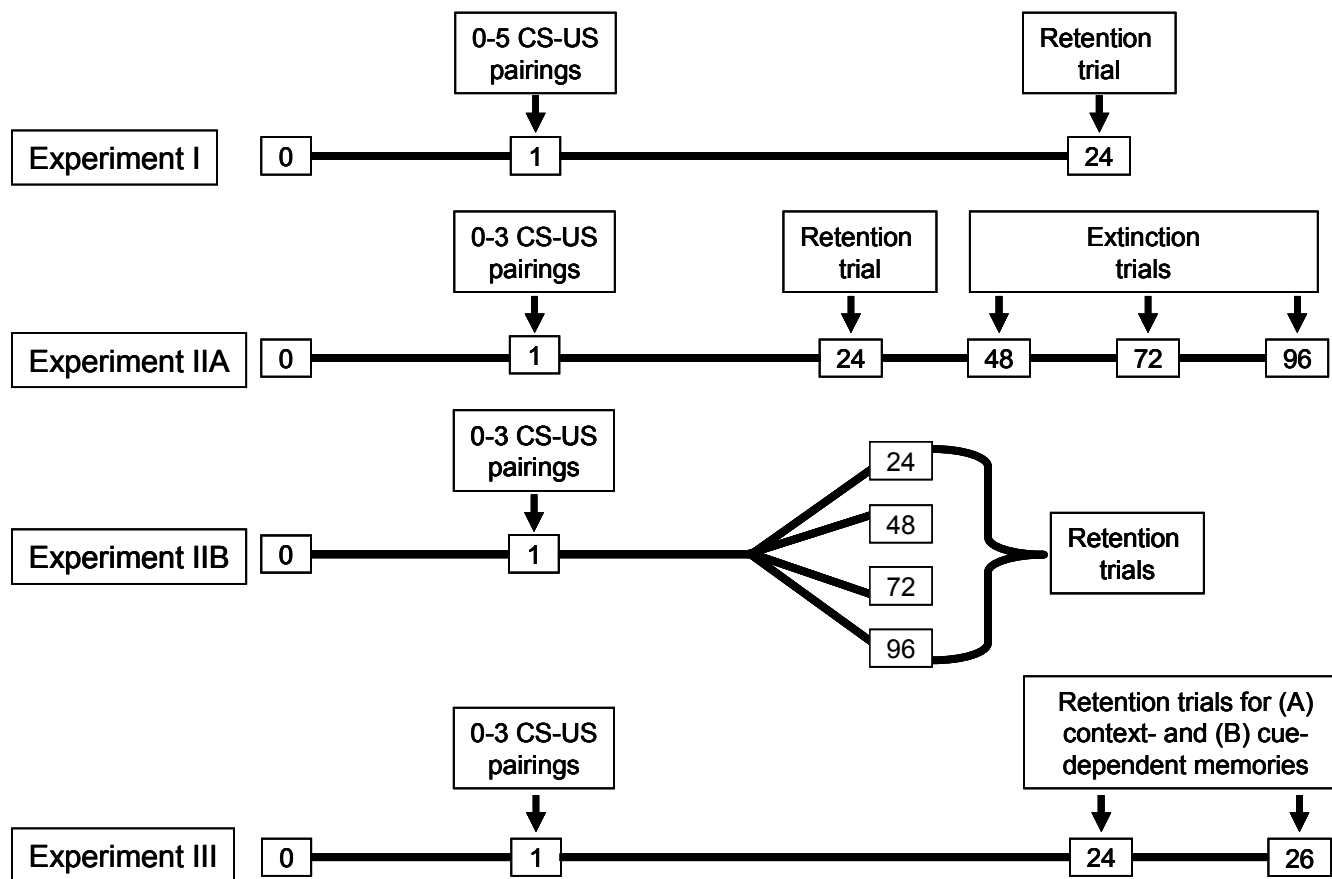 0-5 CS-US
pairings
Retention
trial
Experiment I
0
1
24
0-3 CS-US
pairings
Retention
trial
Extinction
trials
Experiment IIA
0
1
24
48
72
96
0-3 CS-US
pairings
Experiment IIB
0
1
24
48
72
96
Retention
trials
0-3 CS-US
pairings
Retention trials for (A)
context- and (B) cue-
dependent memories
Experiment III
0
1
24
26